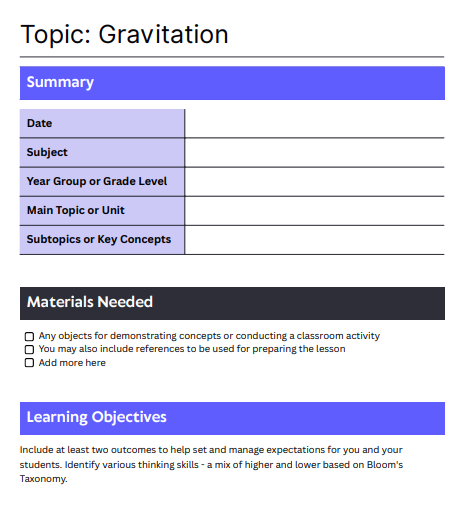 Topic: Gravitation
Summary
Date
Subject
Year Group or Grade Level
Main Topic or Unit
Subtopics or Key Concepts
Materials Needed
Any objects for demonstrating concepts or conducting a classroom activity
You may also include references to be used for preparing the lesson
Add more here
Learning Objectives
Include at least two outcomes to help set and manage expectations for you and your
students. Identify various thinking skills - a mix of higher and lower based on Bloom's
Taxonomy.